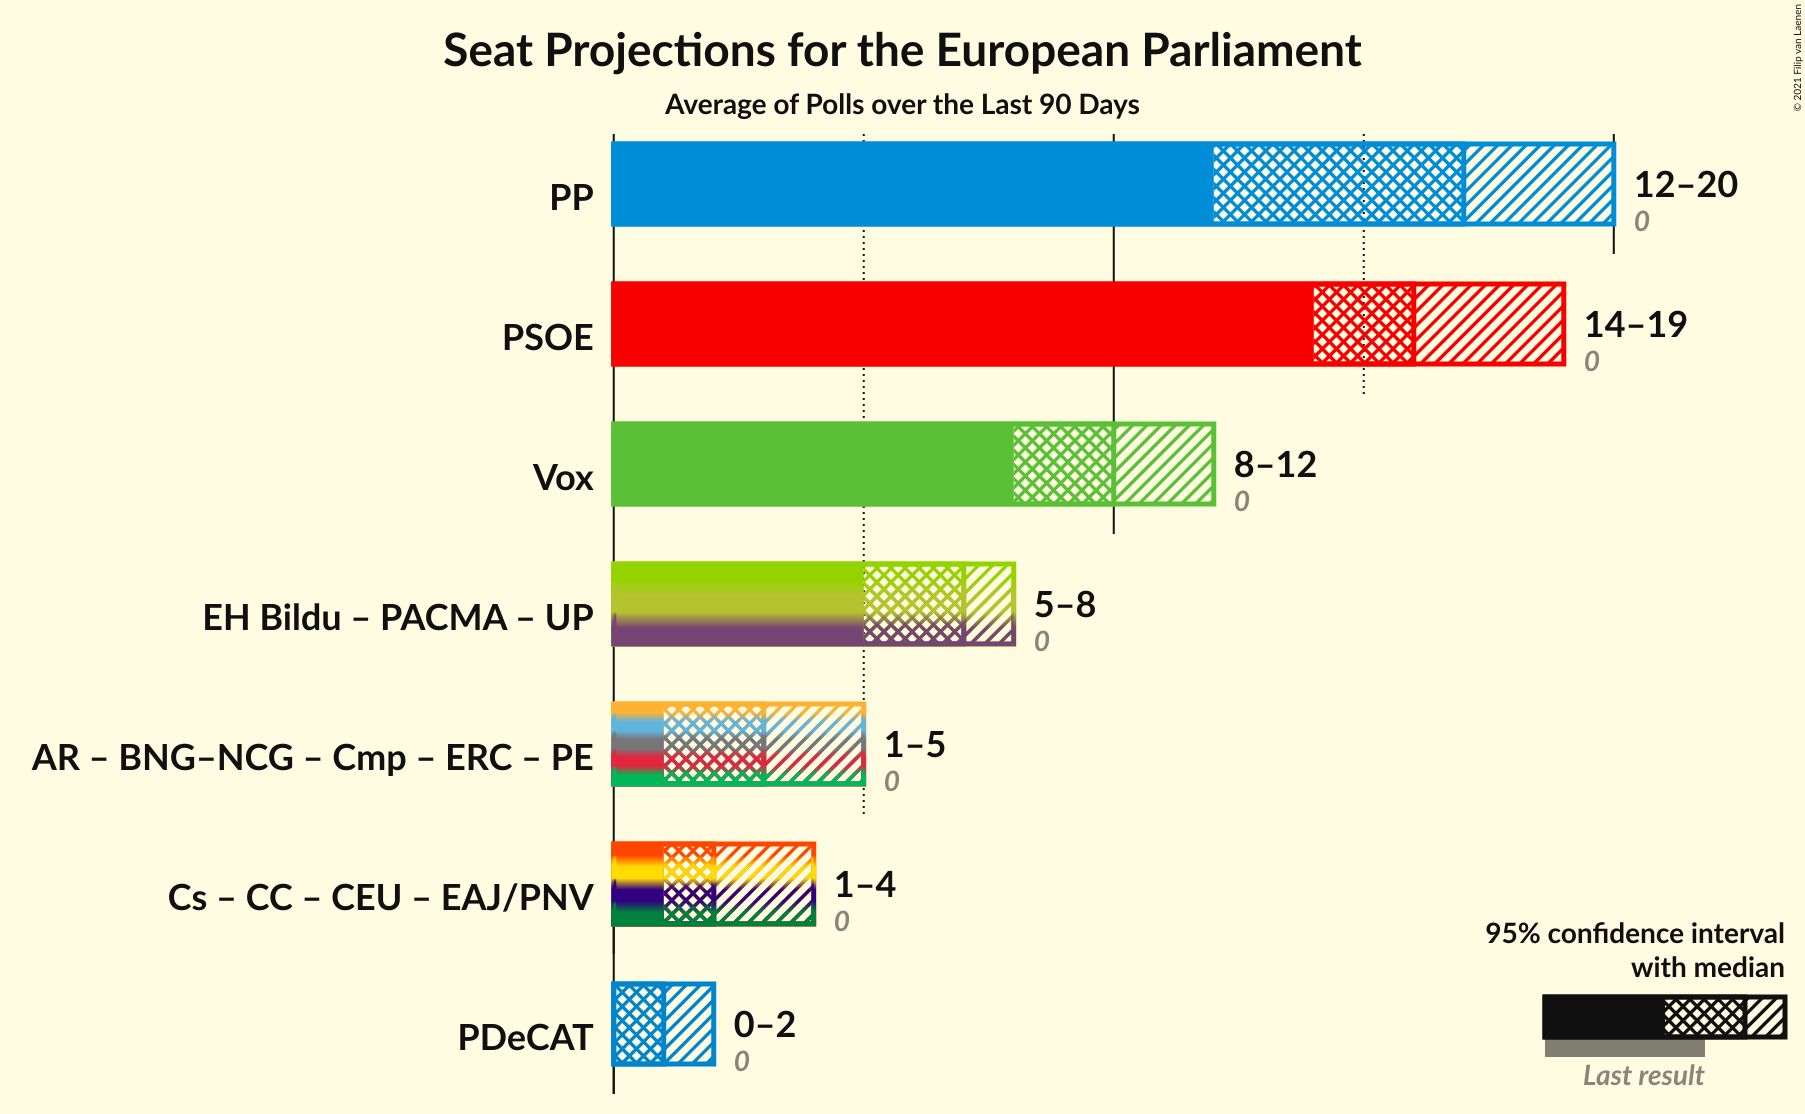 Seat Projections for the European Parliament
Average of Polls over the Last 90 Days
© 2021 Filip van Laenen
PP
12–20
0
PSOE
14–19
0
Vox
8–12
0
EH Bildu – PACMA – UP
5–8
0
AR – BNG–NCG – Cmp – ERC – PE
1–5
0
Cs – CC – CEU – EAJ/PNV
1–4
0
PDeCAT
0–2
0
95% confidence interval
with median
Last result